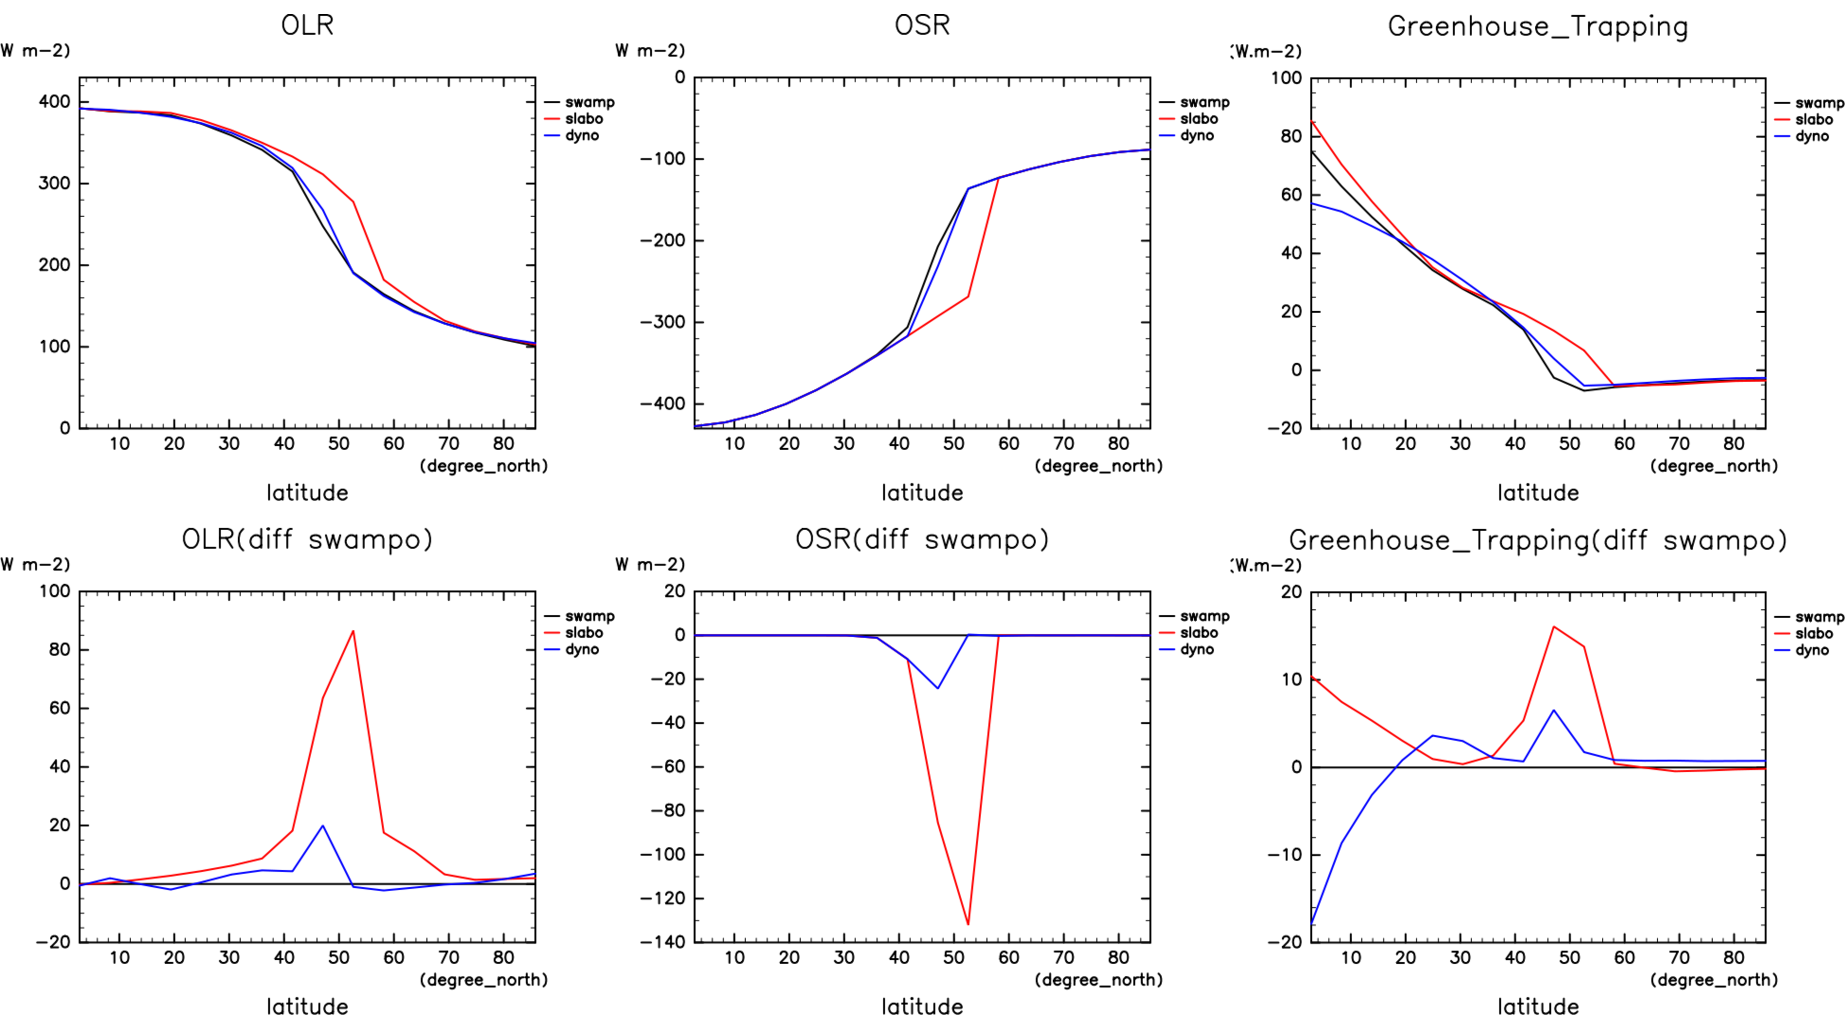 OLR
W m-2)
400
300
200
100
0
10 20 30 40 50 60 70 80
(degree_north)
latitude
swamp
slabo
dyno
OSR
W m-2)
0
-100
-200
-300
-400
10 20 30 40 50 60 70 80
(degree_north)
latitude
swamp
slabo
dyno
Greenhouse_Trapping
(W.m-2)
100
80
60
40
20
0
-20
10 20 30 40 50 60 70 80
(degree_north)
latitude
swamp
slabo
dyno
OLR(diff swampo)
W m-2)
100
80
60
40
20
0
-20
10 20 30 40 50 60 70 80
(degree_north)
latitude
swamp
slabo
dyno
OSR(diff swampo)
W m-2)
20
0
-20
-40
-60
-80
-100
-120
-140
10 20 30 40 50 60 70 80
(degree_north)
latitude
swamp
slabo
dyno
Greenhouse_Trapping(diff swampo)
(W.m-2)
20
10
0
-10
-20
10 20 30 40 50 60 70 80
(degree_north)
latitude
swamp
slabo
dyno